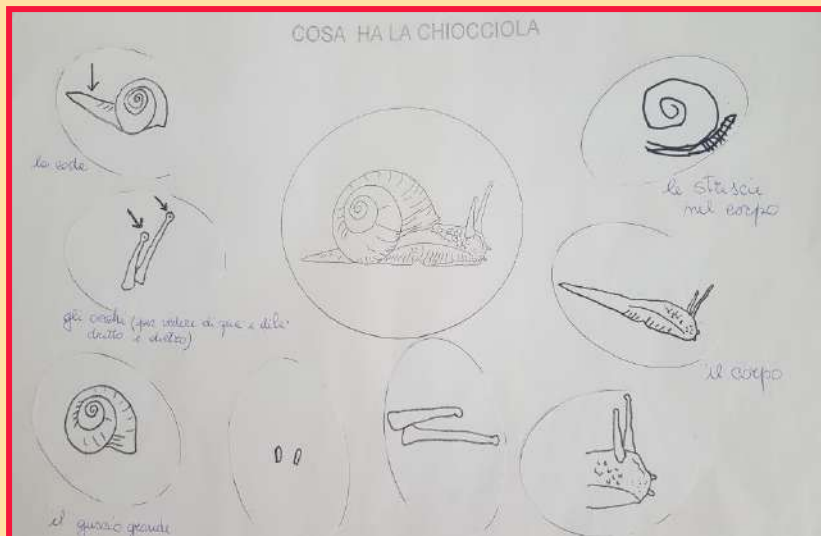 COSA HA LA CHIOCCIOLA
la coda
le striscie
nel corpo
gli occhi (per vedere di qua e di là
dritto e dietro)
il corpo
il guscio grande